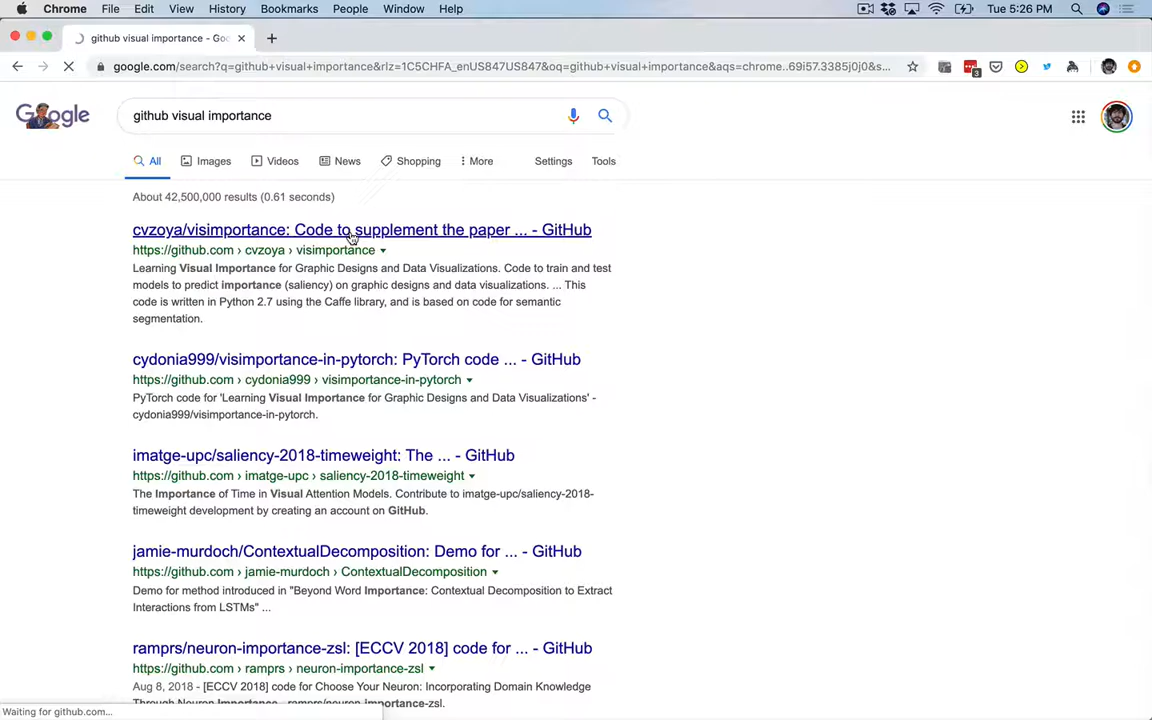 Chrome File Edit View History Bookmarks People Window Help Tue 5:26 PM
github visual importance - Goo
google.com/search?q=github+visual+importance&rlz=1C5CHFA_enUS847US847&oq=github+visual+importance&aqs=chrome..69i57.3385j0j0&s... 3
Google github visual importance
All Images Videos News Shopping More Settings Tools
About 42,500,000 results (0.61 seconds)
cvzoya/visimportance: Code to supplement the paper ... - GitHub
https://github.com › cvzoya › visimportance
Learning Visual Importance for Graphic Designs and Data Visualizations. Code to train and test
models to predict importance (saliency) on graphic designs and data visualizations. ... This
code is written in Python 2.7 using the Caffe library, and is based on code for semantic
segmentation.
cydonia999/visimportance-in-pytorch: PyTorch code ... - GitHub
https://github.com › cydonia999 › visimportance-in-pytorch
PyTorch code for 'Learning Visual Importance for Graphic Designs and Data Visualizations' -
cydonia999/visimportance-in-pytorch.
imatge-upc/saliency-2018-timeweight: The ... - GitHub
https://github.com › imatge-upc › saliency-2018-timeweight
The Importance of Time in Visual Attention Models. Contribute to imatge-upc/saliency-2018-
timeweight development by creating an account on GitHub.
jamie-murdoch/ContextualDecomposition: Demo for ... - GitHub
https://github.com › jamie-murdoch › ContextualDecomposition
Demo for method introduced in "Beyond Word Importance: Contextual Decomposition to Extract
Interactions from LSTMs" ...
ramprs/neuron-importance-zsl: [ECCV 2018] code for ... - GitHub
https://github.com › ramprs › neuron-importance-zsl
Aug 8, 2018 - [ECCV 2018] code for Choose Your Neuron: Incorporating Domain Knowledge
Through Neuron Importance - ramprs/neuron-importance-zsl.
Waiting for github.com...